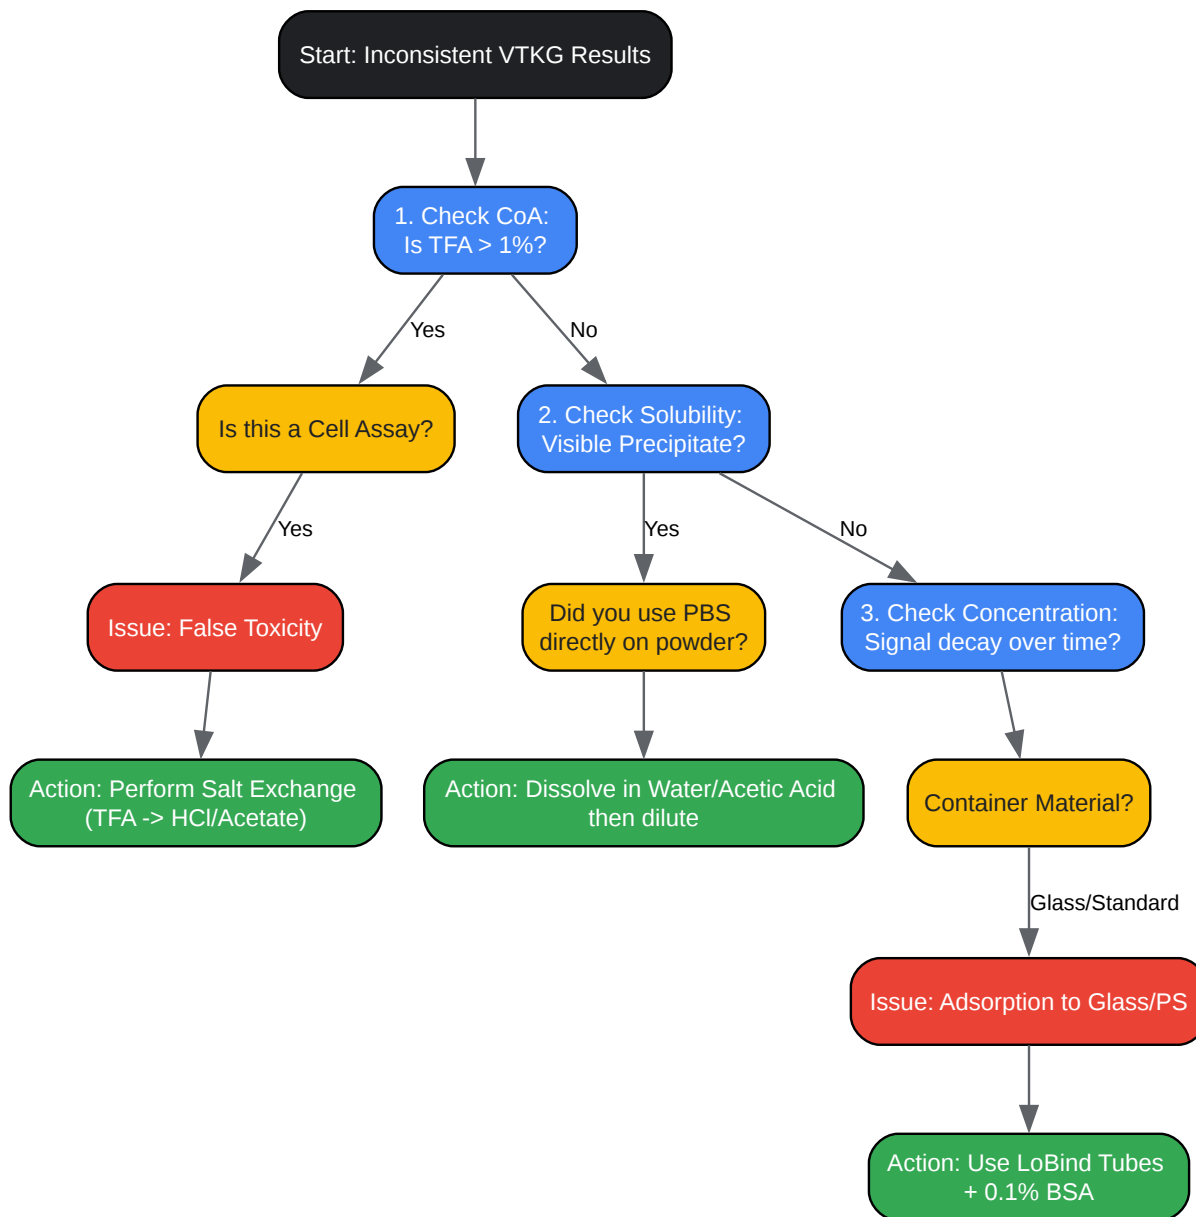 Start: Inconsistent VTKG Results
1. Check CoA:
Is TFA > 1%?
Yes
No
Is this a Cell Assay?
2. Check Solubility:
Visible Precipitate?
Yes
Yes
No
Issue: False Toxicity
Did you use PBS
directly on powder?
3. Check Concentration:
Signal decay over time?
Action: Perform Salt Exchange
(TFA -> HCl/Acetate)
Action: Dissolve in Water/Acetic Acid
then dilute
Container Material?
Glass/Standard
Issue: Adsorption to Glass/PS
Action: Use LoBind Tubes
+ 0.1% BSA